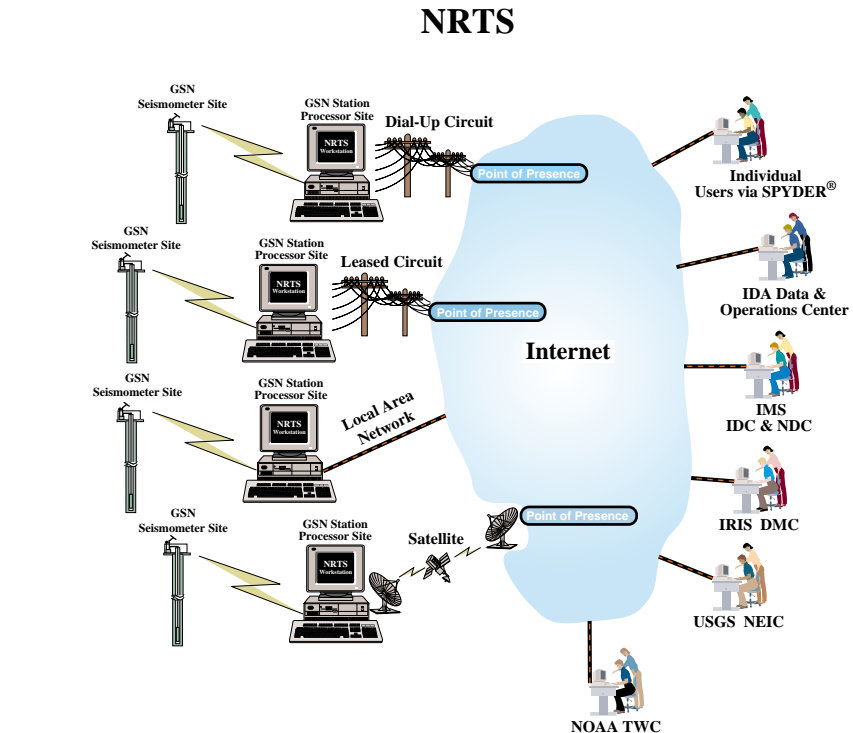 NRTS
GSN
Seismometer Site
GSN Station
Processor Site
NRTS
Workstation
Dial-Up Circuit
Point of Presence
Individual
Users via SPYDER®
GSN
Seismometer Site
GSN Station
Processor Site
NRTS
Workstation
Leased Circuit
Point of Presence
IDA Data &
Operations Center
Internet
GSN
Seismometer Site
GSN Station
Processor Site
NRTS
Workstation
Local Area
Network
IMS
IDC & NDC
GSN
Seismometer Site
GSN Station
Processor Site
NRTS
Workstation
Satellite
Point of Presence
IRIS DMC
USGS NEIC
NOAA TWC